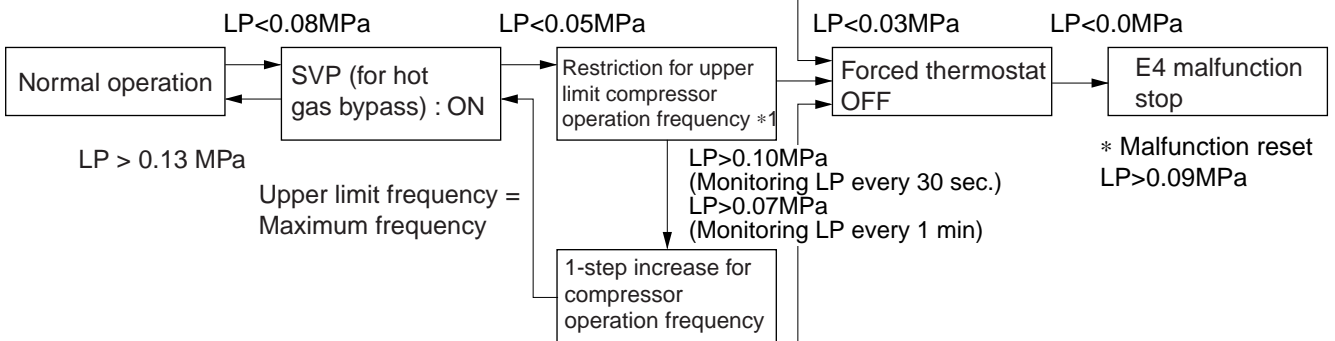 LP<0.08MPa
LP<0.05MPa
LP<0.03MPa
LP<0.0MPa
Normal operation
SVP (for hot
gas bypass) : ON
Restriction for upper
limit compressor
operation frequency *1
Forced thermostat
OFF
E4 malfunction
stop
LP > 0.13 MPa
Upper limit frequency =
Maximum frequency
LP>0.10MPa
(Monitoring LP every 30 sec.)
LP>0.07MPa
(Monitoring LP every 1 min)
* Malfunction reset
LP>0.09MPa
1-step increase for
compressor
operation frequency